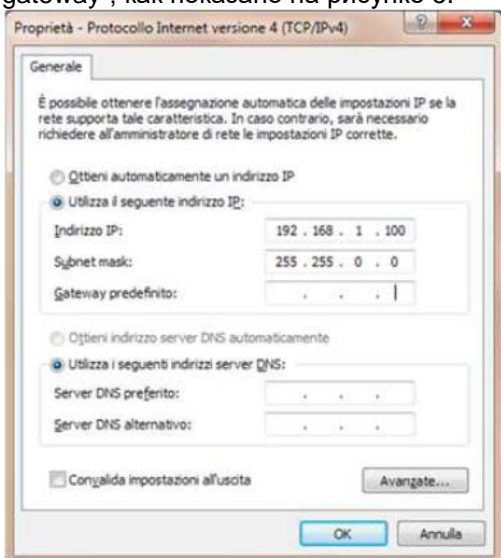 gateway", как показано на рисунке 6.
Proprietà - Protocollo Internet versione 4 (TCP/IPv4)
Generale
È possibile ottenere l'assegnazione automatica delle impostazioni IP se la
rete supporta tale caratteristica. In caso contrario, sarà necessario
richiedere all'amministratore di rete le impostazioni IP corrette.
Ottieni automaticamente un indirizzo IP
Utilizza il seguente indirizzo IP:
Indirizzo IP: 192 . 168 . 1 . 100
Subnet mask: 255 . 255 . 0 . 0
Gateway predefinito: . . .
Ottieni indirizzo server DNS automaticamente
Utilizza i seguenti indirizzi server DNS:
Server DNS preferito: . . .
Server DNS alternativo: . . .
Convalida impostazioni all'uscita
Avanzate...
OK Annulla